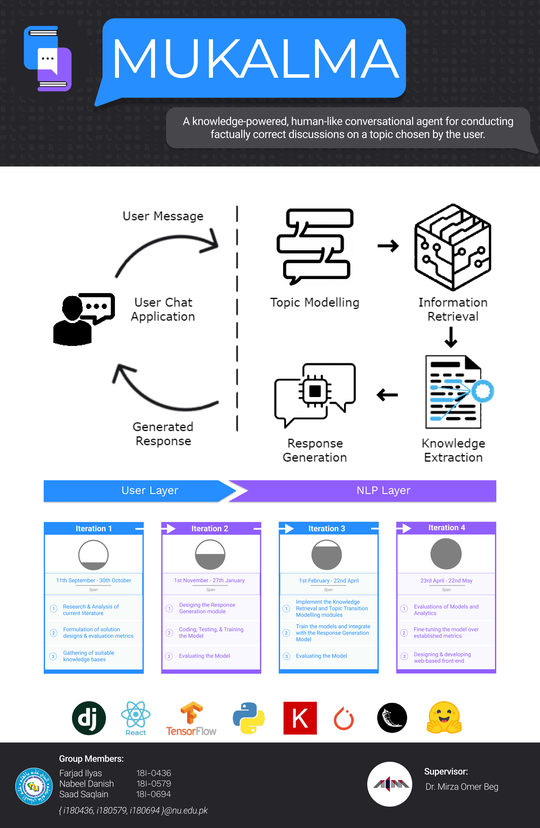 MUKALMA
A knowledge-powered, human-like conversational agent for conducting
factually correct discussions on a topic chosen by the user.
User Message
User Chat
Application
Generated
Response
Topic Modelling
Information
Retrieval
Knowledge
Extraction
Response
Generation
User Layer
NLP Layer
Iteration 1
11th September - 30th October
Span
1
Research & Analysis of
current literature
2
Formulation of solution
designs & evaluation metrics
3
Gathering of suitable
knowledge bases
Iteration 2
1st November - 27th January
Span
1
Desiging the Response
Generation module
2
Coding, Testing, & Training
the Model
3
Evaluating the Model
Iteration 3
1st February - 22nd April
Span
1
Implement the Knowledge
Retrieval and Topic Transition
Modelling modules
2
Train the models and integrate
with the Response Generation
Model
3
Evaluating the Model
Iteration 4
23rd April - 22nd May
Span
1
Evaluations of Models and
Analytics
2
Fine-tuning the model over
established metrics
3
Designing & developing
web-based front-end
dj
React
TensorFlow
K
Group Members:
Farjad Ilyas 18I-0436
Nabeel Danish 18I-0579
Saad Saqlain 18I-0694
{ i180436, i180579, i180694 }@nu.edu.pk
Supervisor:
Dr. Mirza Omer Beg